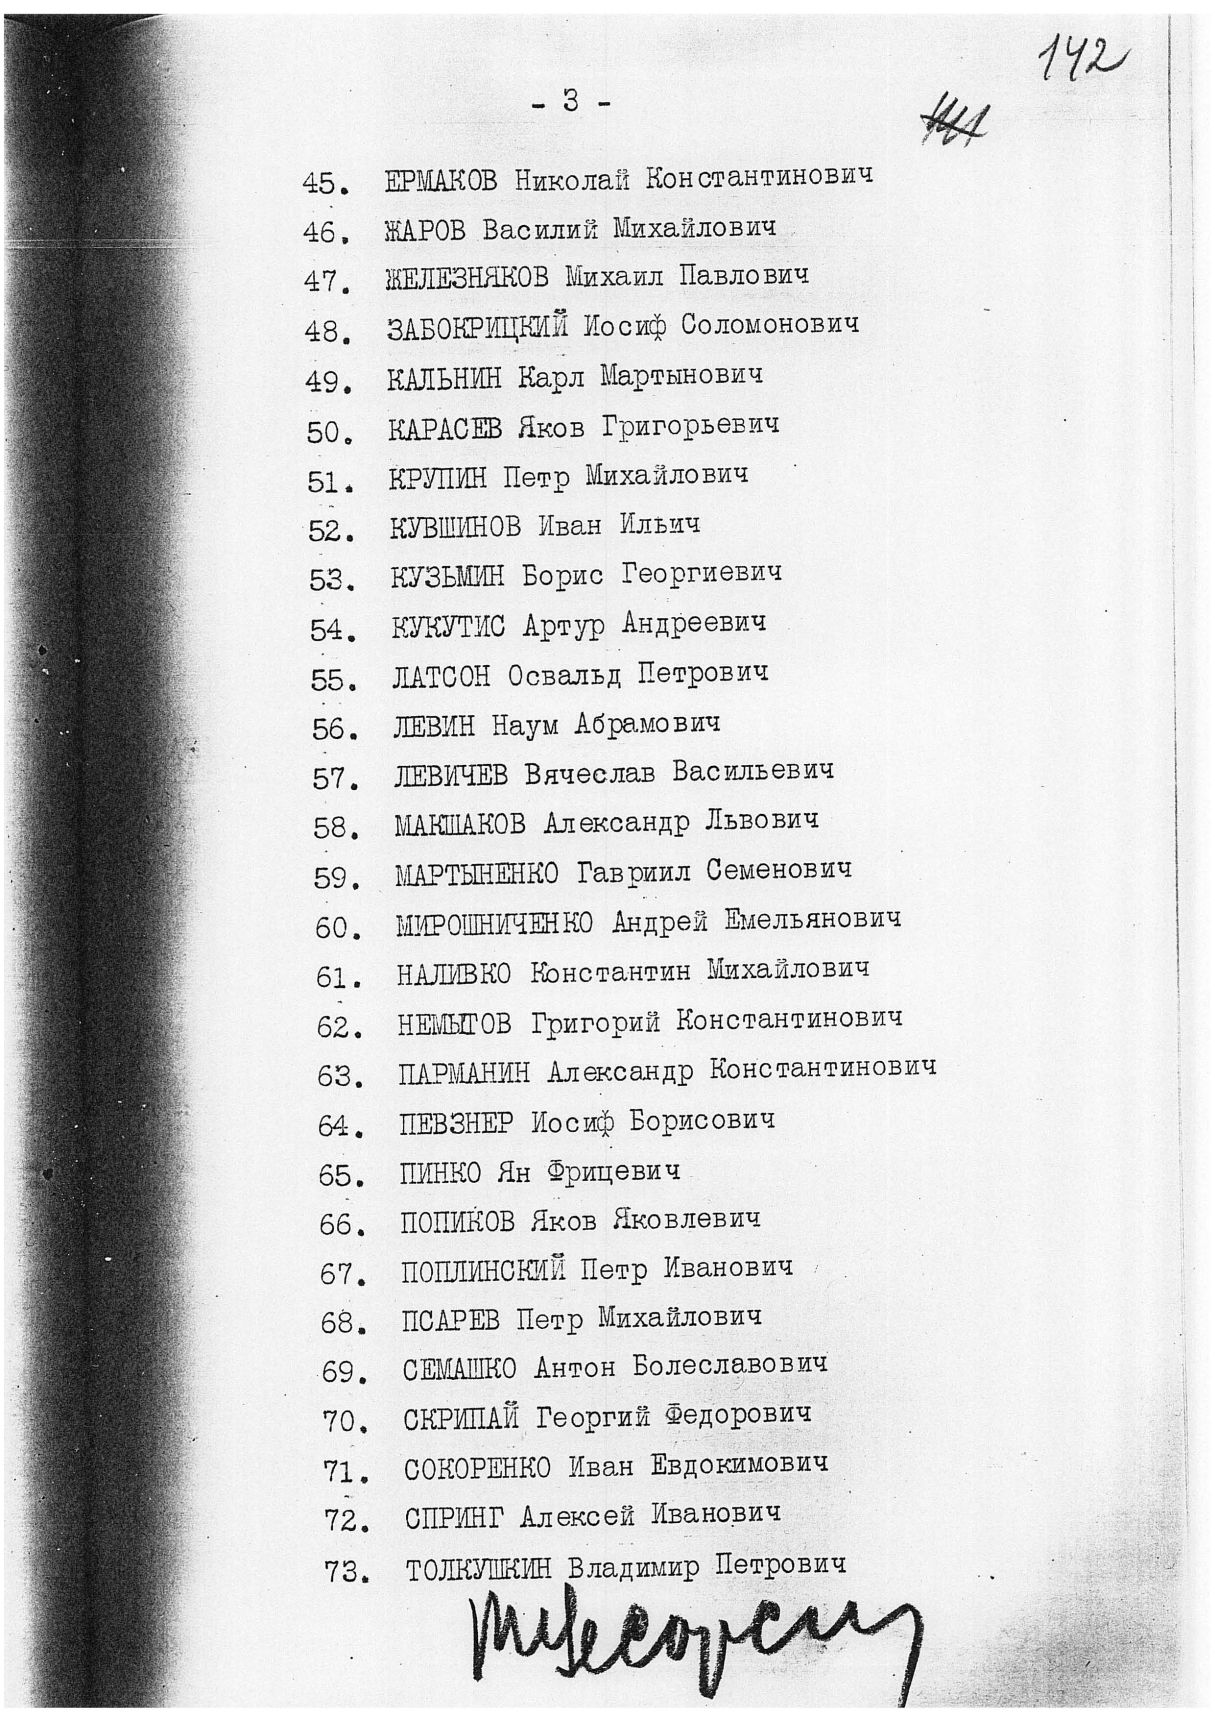 142
- 3 -
141
45. ЕРМАКОВ Николай Константинович
46. ЖАРОВ Василий Михайлович
47. ЖЕЛЕЗНЯКОВ Михаил Павлович
48. ЗАБОКРИЦКИЙ Иосиф Соломонович
49. КАЛЬНИН Карл Мартынович
50. КАРАСЕВ Яков Григорьевич
51. КРУПИН Петр Михайлович
52. КУВШИНОВ Иван Ильич
53. КУЗЬМИН Борис Георгиевич
54. КУКУТИС Артур Андреевич
55. ЛАТСОН Освальд Петрович
56. ЛЕВИН Наум Абрамович
57. ЛЕВИЧЕВ Вячеслав Васильевич
58. МАКШАКОВ Александр Львович
59. МАРТЫНЕНКО Гавриил Семенович
60. МИРОШНИЧЕНКО Андрей Емельянович
61. НАЛИВКО Константин Михайлович
62. НЕМЫТОВ Григорий Константинович
63. ПАРМАНИН Александр Константинович
64. ПЕВЗНЕР Иосиф Борисович
65. ПИНКО Ян Фрицевич
66. ПОПИКОВ Яков Яковлевич
67. ПОПЛИНСКИЙ Петр Иванович
68. ПСАРЕВ Петр Михайлович
69. СЕМАШКО Антон Болеславович
70. СКРИПАЙ Георгий Федорович
71. СОКОРЕНКО Иван Евдокимович
72. СПРИНГ Алексей Иванович
73. ТОЛКУШКИН Владимир Петрович